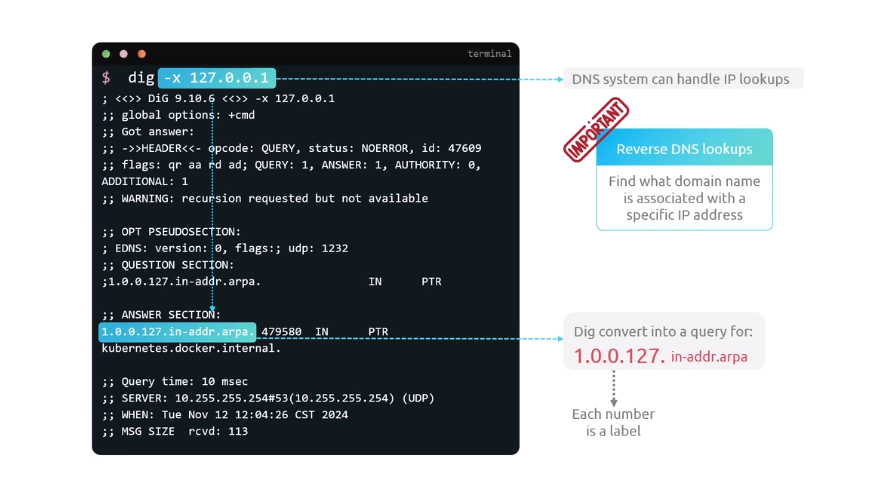 terminal
$ dig -x 127.0.0.1
; <<>> DiG 9.10.6 <<>> -x 127.0.0.1
;; global options: +cmd
;; Got answer:
;; ->>HEADER<<- opcode: QUERY, status: NOERROR, id: 47609
;; flags: qr aa rd ad; QUERY: 1, ANSWER: 1, AUTHORITY: 0,
ADDITIONAL: 1
;; WARNING: recursion requested but not available
;; OPT PSEUDOSECTION:
; EDNS: version: 0, flags:; udp: 1232
;; QUESTION SECTION:
;1.0.0.127.in-addr.arpa. IN PTR
;; ANSWER SECTION:
1.0.0.127.in-addr.arpa. 479580 IN PTR
kubernetes.docker.internal.
;; Query time: 10 msec
;; SERVER: 10.255.255.254#53(10.255.255.254) (UDP)
;; WHEN: Tue Nov 12 12:04:26 CST 2024
;; MSG SIZE rcvd: 113
DNS system can handle IP lookups
IMPORTANT
Reverse DNS lookups
Find what domain name
is associated with a
specific IP address
Dig convert into a query for:
1.0.0.127. in-addr.arpa
Each number
is a label